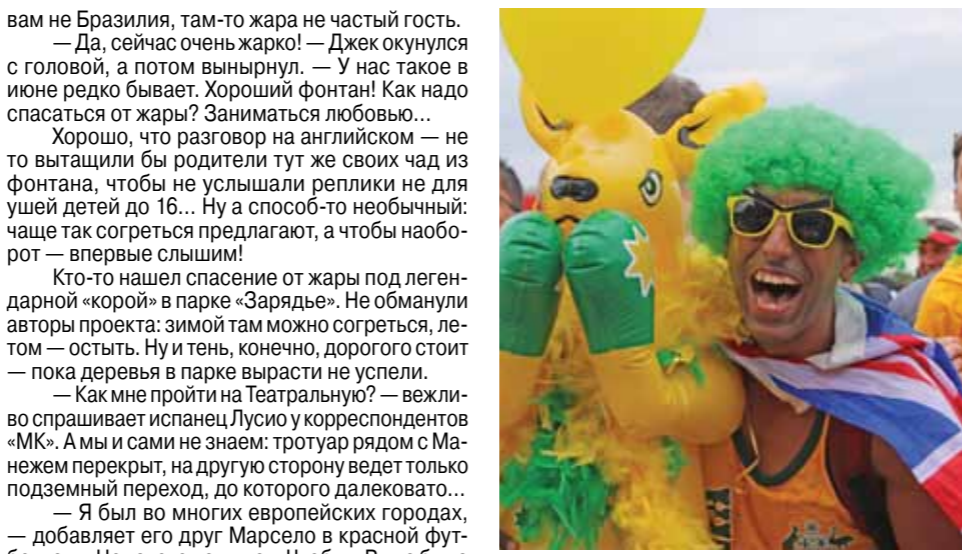 вам не Бразилия, там-то жара не частый гость.
— Да, сейчас очень жарко! — Джек окунулся
с головой, а потом вынырнул. — У нас такое в
июне редко бывает. Хороший фонтан! Как надо
спасаться от жары? Заниматься любовью...
Хорошо, что разговор на английском — не
то вытащили бы родители тут же своих чад из
фонтана, чтобы не услышали реплики не для
ушей детей до 16... Ну а способ-то необычный:
чаще так согреться предлагают, а чтобы наобо-
рот — впервые слышим!
Кто-то нашел спасение от жары под леген-
дарной «корой» в парке «Зарядье». Не обманули
авторы проекта: зимой там можно согреться, ле-
том — остыть. Ну и тень, конечно, дорогого стоит
— пока деревья в парке вырасти не успели.
— Как мне пройти на Театральную? — вежли-
во спрашивает испанец Лусио у корреспондентов
«МК». А мы и сами не знаем: тротуар рядом с Ма-
нежем перекрыт, на другую сторону ведет только
подземный переход, до которого далековато...
— Я был во многих европейских городах,
— добавляет его друг Марсело в красной фут-